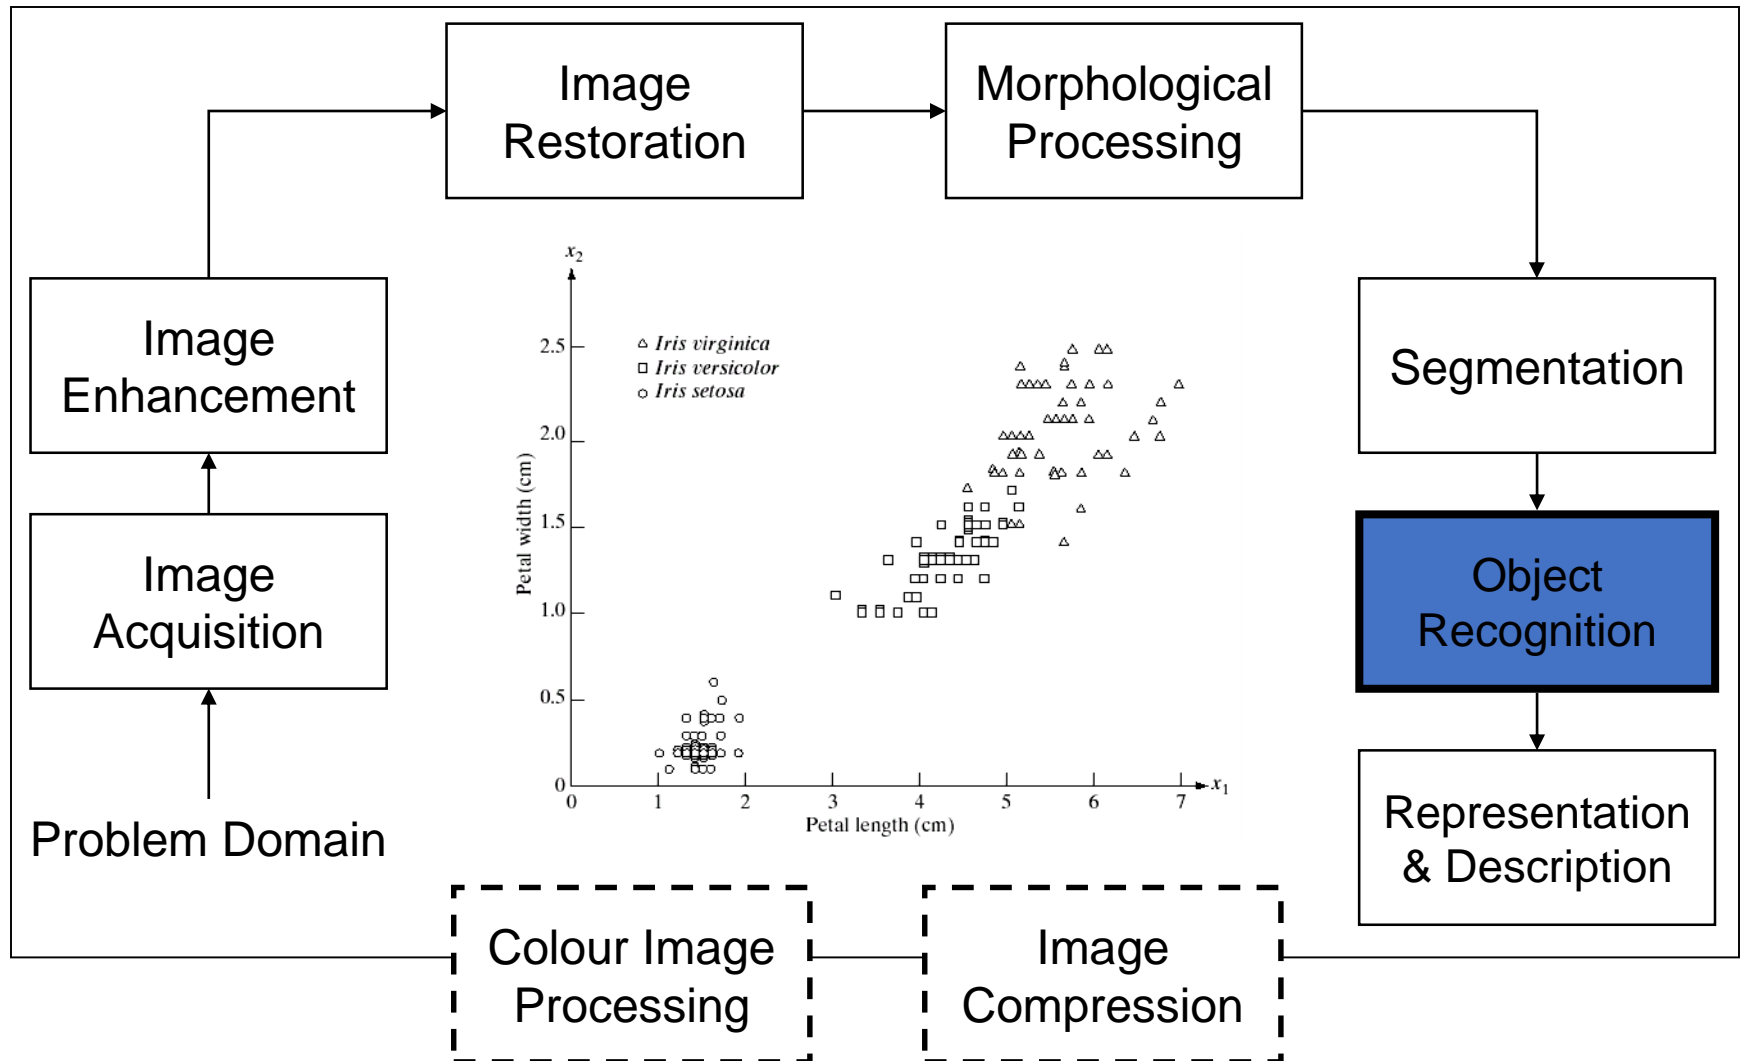 Image
Restoration
Morphological
Processing
Image
Enhancement
Segmentation
Image
Acquisition
Object
Recognition
Problem Domain
Representation
& Description
x₂
2.5
2.0
1.5
1.0
0.5
0
Petal width (cm)
Iris virginica
Iris versicolor
Iris setosa
0 1 2 3 4 5 6 7
x₁
Petal length (cm)
Colour Image
Processing
Image
Compression